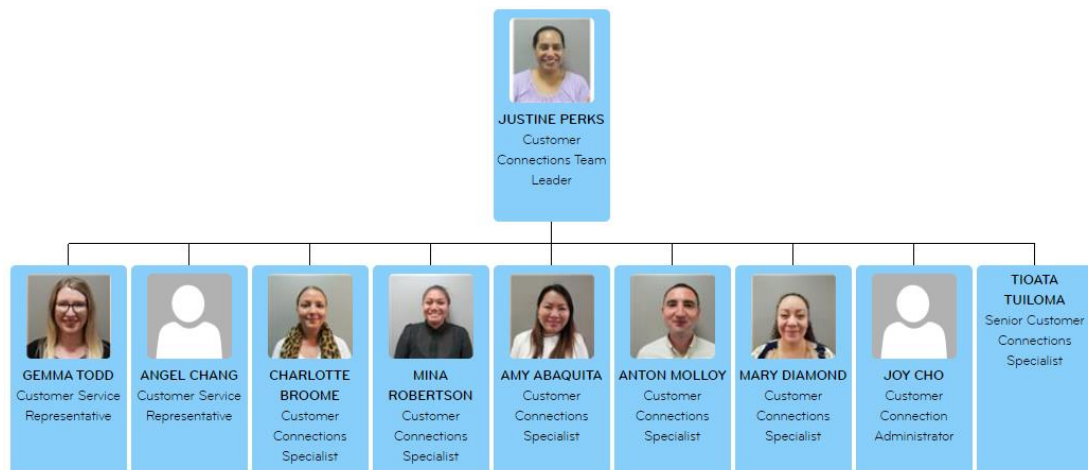 JUSTINE PERKS
Customer
Connections Team
Leader
GEMMA TODD
Customer Service
Representative
ANGEL CHANG
Customer Service
Representative
CHARLOTTE
BROOME
Customer
Connections
Specialist
MINA
ROBERTSON
Customer
Connections
Specialist
AMY ABAQUITA
Customer
Connections
Specialist
ANTON MOLLOY
Customer
Connections
Specialist
MARY DIAMOND
Customer
Connections
Specialist
JOY CHO
Customer
Connection
Administrator
TIOATA
TUILOMA
Senior Customer
Connections
Specialist